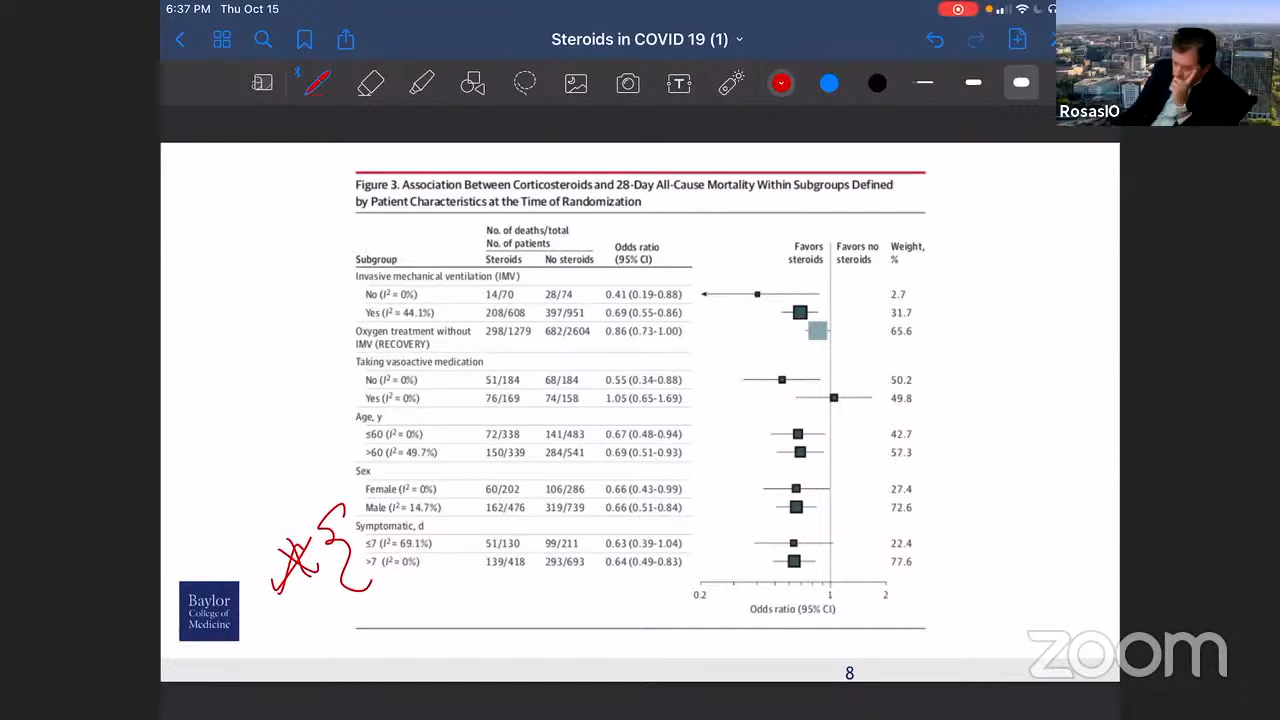 6:37 PM Thu Oct 15
Steroids in COVID 19 (1)
RosasIO
Figure 3. Association Between Corticosteroids and 28-Day All-Cause Mortality Within Subgroups Defined
by Patient Characteristics at the Time of Randomization
Subgroup No. of deaths/total No. of patients Steroids No steroids Odds ratio (95% CI) Favors steroids Favors no steroids Weight, %
Invasive mechanical ventilation (IMV)
No (I² = 0%) 14/70 28/74 0.41 (0.19-0.88) 2.7
Yes (I² = 44.1%) 208/608 397/951 0.69 (0.55-0.86) 31.7
Oxygen treatment without 298/1279 682/2604 0.86 (0.73-1.00) 65.6
IMV (RECOVERY)
Taking vasoactive medication
No (I² = 0%) 51/184 68/184 0.55 (0.34-0.88) 50.2
Yes (I² = 0%) 76/169 74/158 1.05 (0.65-1.69) 49.8
Age, y
≤60 (I² = 0%) 72/338 141/483 0.67 (0.48-0.94) 42.7
>60 (I² = 49.7%) 150/339 284/541 0.69 (0.51-0.93) 57.3
Sex
Female (I² = 0%) 60/202 106/286 0.66 (0.43-0.99) 27.4
Male (I² = 14.7%) 162/476 319/739 0.66 (0.51-0.84) 72.6
Symptomatic, d
≤7 (I² = 69.1%) 51/130 99/211 0.63 (0.39-1.04) 22.4
>7 (I² = 0%) 139/418 293/693 0.64 (0.49-0.83) 77.6
0.2 1 2
Odds ratio (95% CI)
Baylor
College of
Medicine
8
zoom